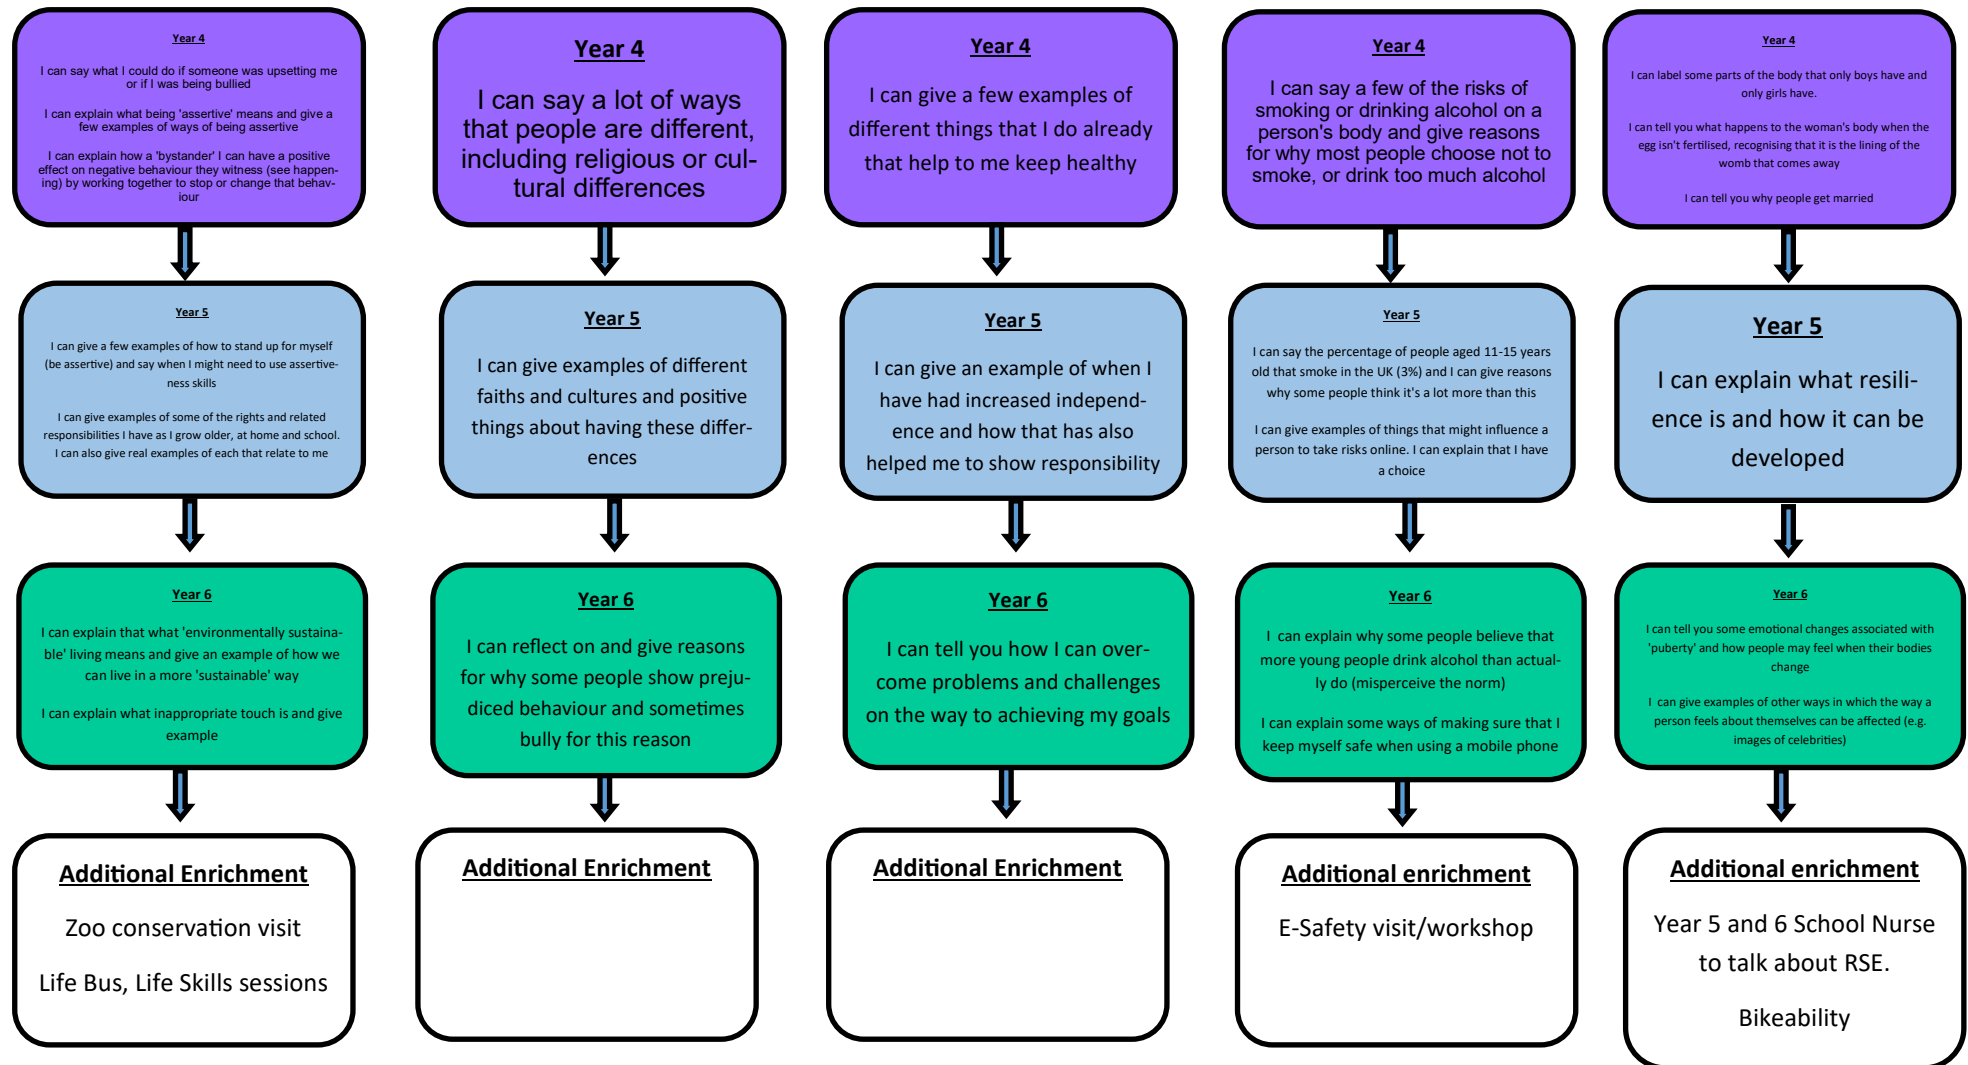 Year 4
I can say what I could do if someone was upsetting me
or if I was being bullied
I can explain what being 'assertive' means and give a
few examples of ways of being assertive
I can explain how a 'bystander' I can have a positive
effect on negative behaviour they witness (see happen-
ing) by working together to stop or change that behav-
iour
Year 4
I can say a lot of ways
that people are different,
including religious or cul-
tural differences
Year 4
I can give a few examples of
different things that I do already
that help to me keep healthy
Year 4
I can say a few of the risks of
smoking or drinking alcohol on a
person's body and give reasons
for why most people choose not to
smoke, or drink too much alcohol
Year 4
I can label some parts of the body that only boys have and
only girls have.
I can tell you what happens to the woman's body when the
egg isn't fertilised, recognising that it is the lining of the
womb that comes away
I can tell you why people get married
Year 5
I can give a few examples of how to stand up for myself
(be assertive) and say when I might need to use assertive-
ness skills
I can give examples of some of the rights and related
responsibilities I have as I grow older, at home and school.
I can also give real examples of each that relate to me
Year 5
I can give examples of different
faiths and cultures and positive
things about having these differ-
ences
Year 5
I can give an example of when I
have had increased independ-
ence and how that has also
helped me to show responsibility
Year 5
I can say the percentage of people aged 11-15 years
old that smoke in the UK (3%) and I can give reasons
why some people think it's a lot more than this
I can give examples of things that might influence a
person to take risks online. I can explain that I have
a choice
Year 5
I can explain what resili-
ence is and how it can be
developed
Year 6
I can explain that what 'environmentally sustaina-
ble' living means and give an example of how we
can live in a more 'sustainable' way
I can explain what inappropriate touch is and give
example
Year 6
I can reflect on and give reasons
for why some people show preju-
diced behaviour and sometimes
bully for this reason
Year 6
I can tell you how I can over-
come problems and challenges
on the way to achieving my goals
Year 6
I can explain why some people believe that
more young people drink alcohol than actual-
ly do (misperceive the norm)
I can explain some ways of making sure that I
keep myself safe when using a mobile phone
Year 6
I can tell you some emotional changes associated with
'puberty' and how people may feel when their bodies
change
I can give examples of other ways in which the way a
person feels about themselves can be affected (e.g.
images of celebrities)
Additional Enrichment
Zoo conservation visit
Life Bus, Life Skills sessions
Additional Enrichment
Additional Enrichment
Additional enrichment
E-Safety visit/workshop
Additional enrichment
Year 5 and 6 School Nurse
to talk about RSE.
Bikeability